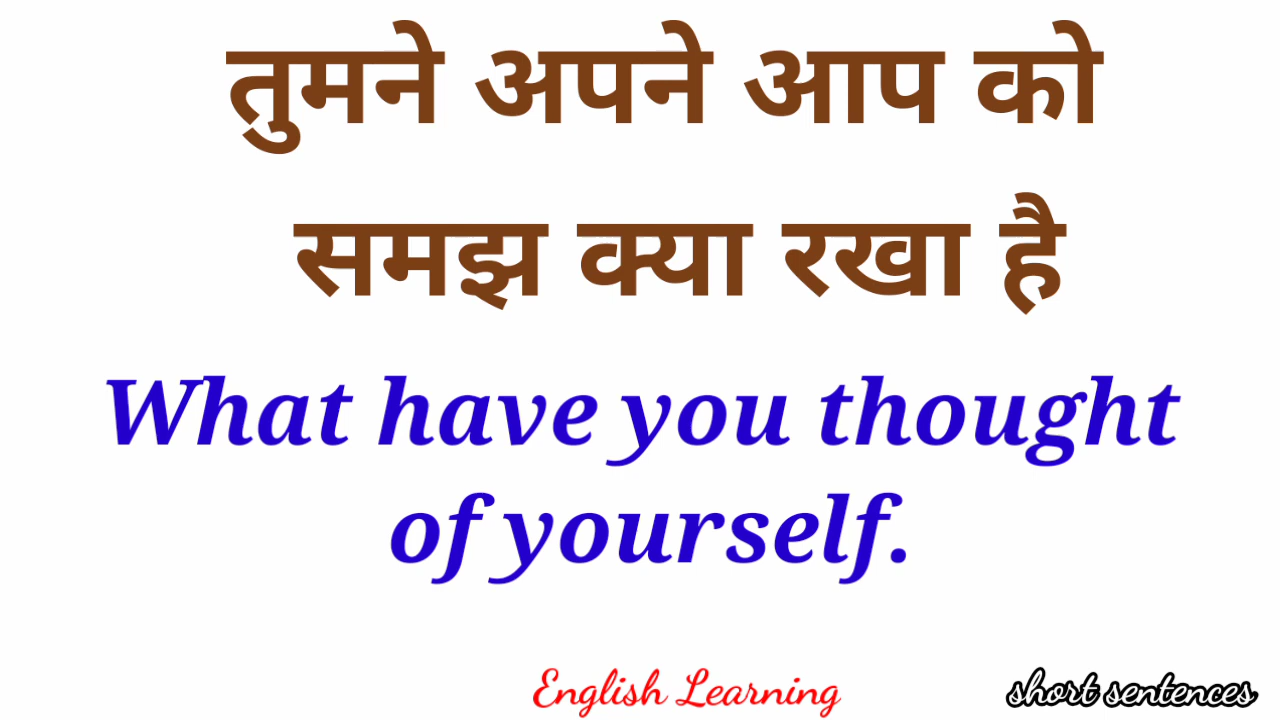 तुमने अपने आप को
समझ क्या रखा है
What have you thought
of yourself.
English Learning
short sentences